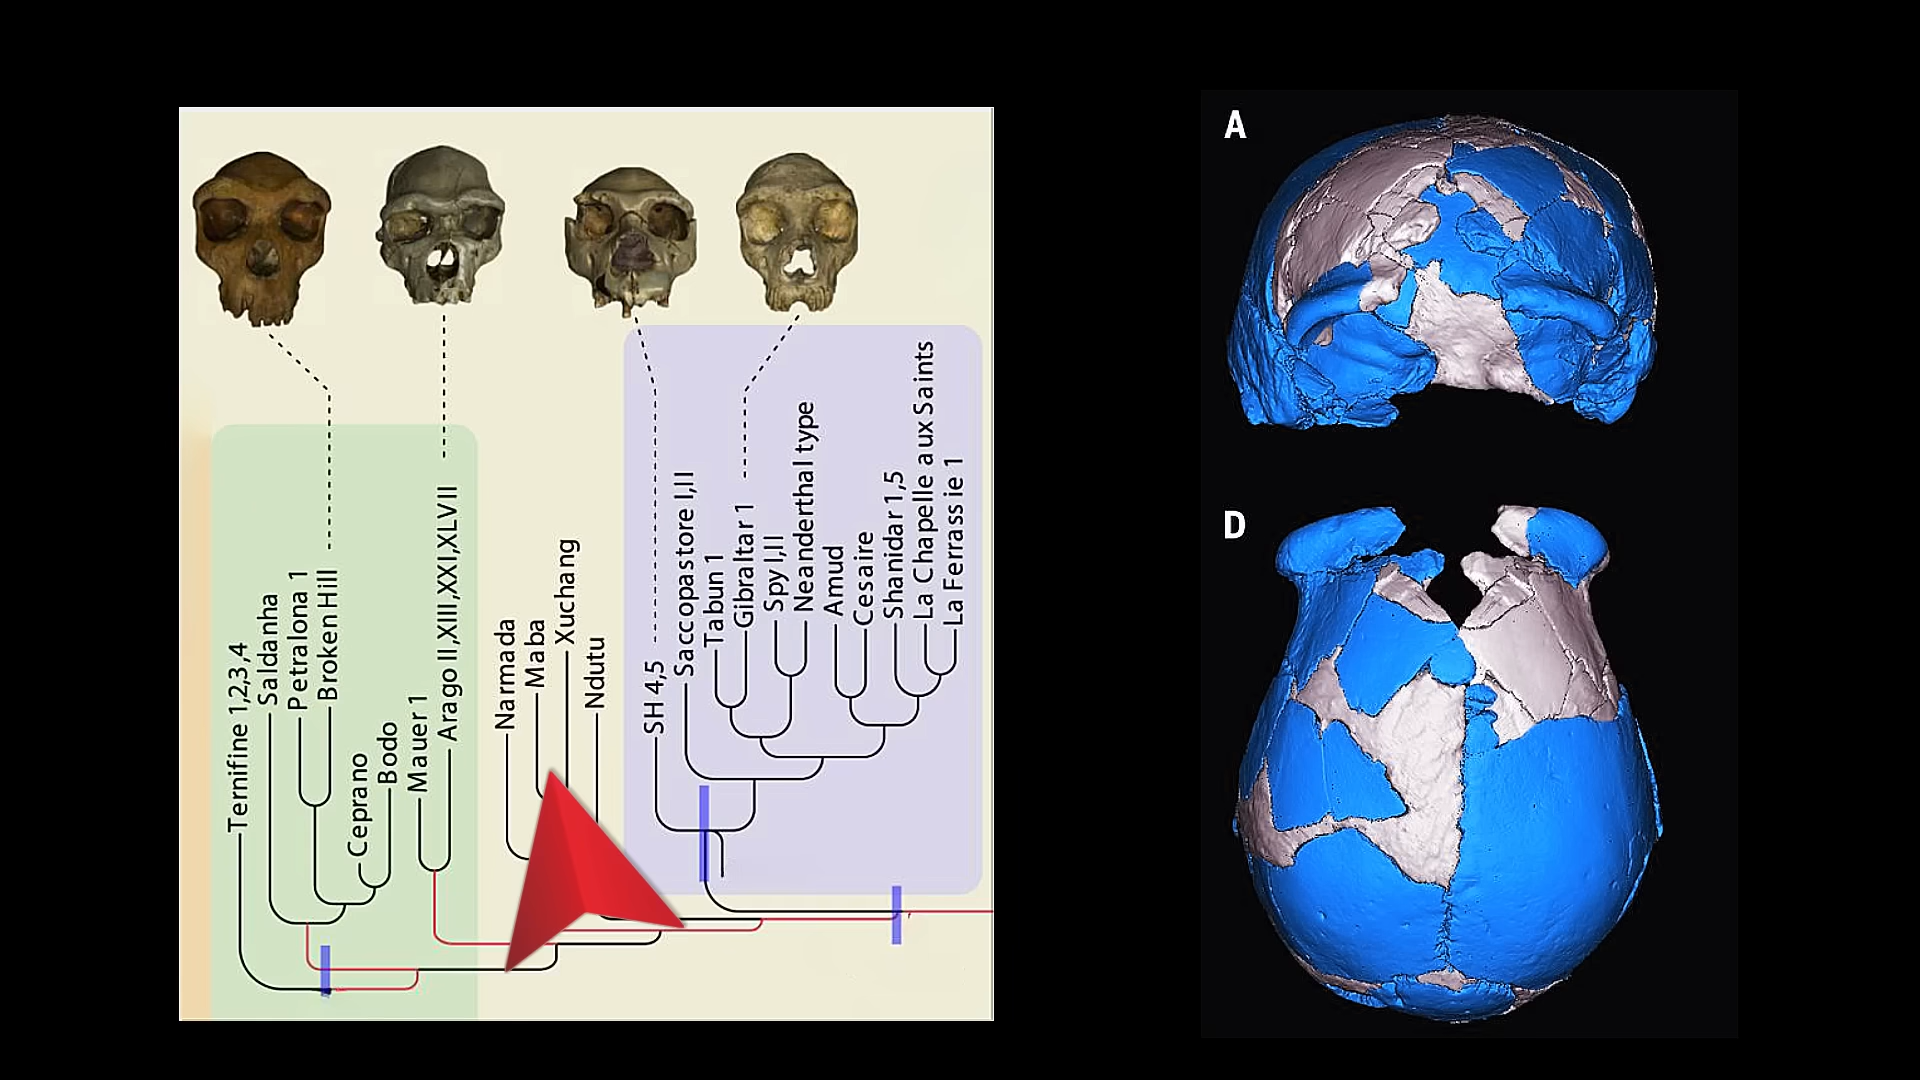 Ternifine 1,2,3,4
Saldanha
Petralona 1
Broken Hill
Ceprano
Bodo
Mauer 1
Arago II,XIII,XXI,XLVII
Narmada
Maba
Xuchang
Ndutu
SH 4,5
Saccopastore I,II
Tabun 1
Gibraltar 1
Spy I,II
Neanderthal type
Amud
Cesaire
Shanidar 1,5
La Chapelle aux Saints
La Ferrassie 1
A
D